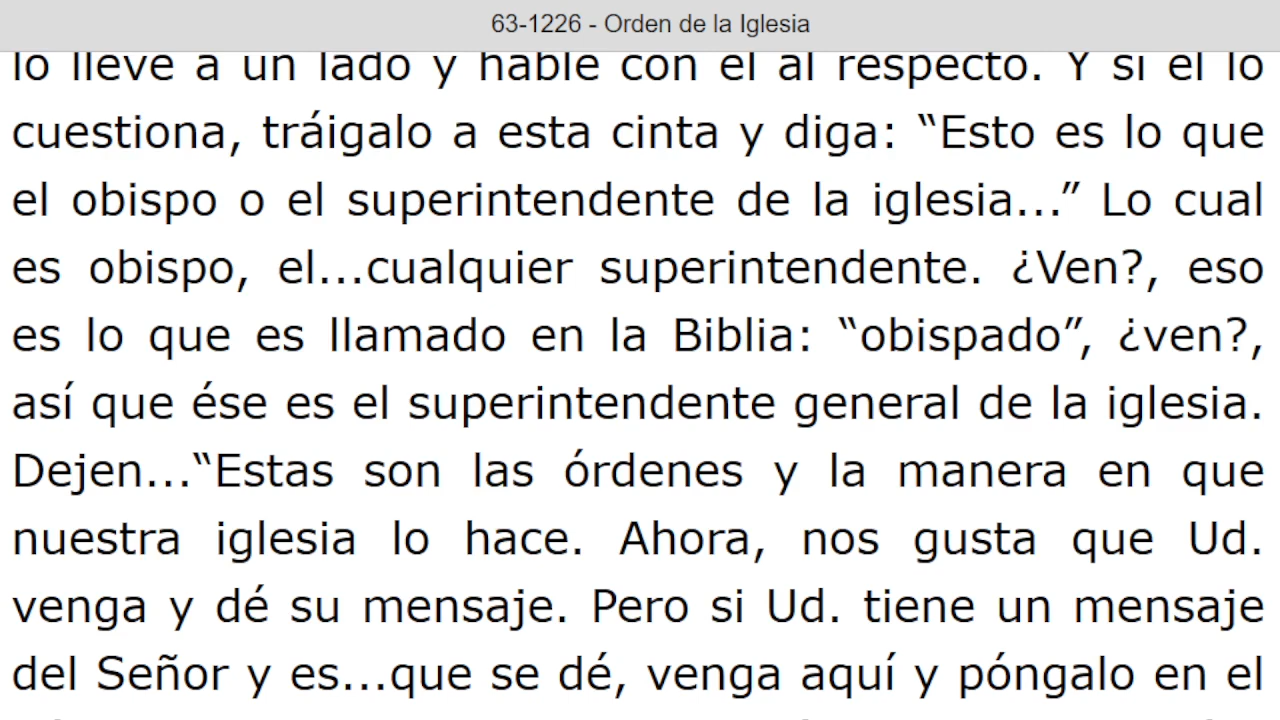 63-1226 - Orden de la Iglesia
lo lleve a un lado y hable con él al respecto. Y si él lo
cuestiona, tráigalo a esta cinta y diga: “Esto es lo que
el obispo o el superintendente de la iglesia...” Lo cual
es obispo, el...cualquier superintendente. ¿Ven?, eso
es lo que es llamado en la Biblia: “obispado”, ¿ven?,
así que ése es el superintendente general de la iglesia.
Dejen...“Estas son las órdenes y la manera en que
nuestra iglesia lo hace. Ahora, nos gusta que Ud.
venga y dé su mensaje. Pero si Ud. tiene un mensaje
del Señor y es...que se dé, venga aquí y póngalo en el